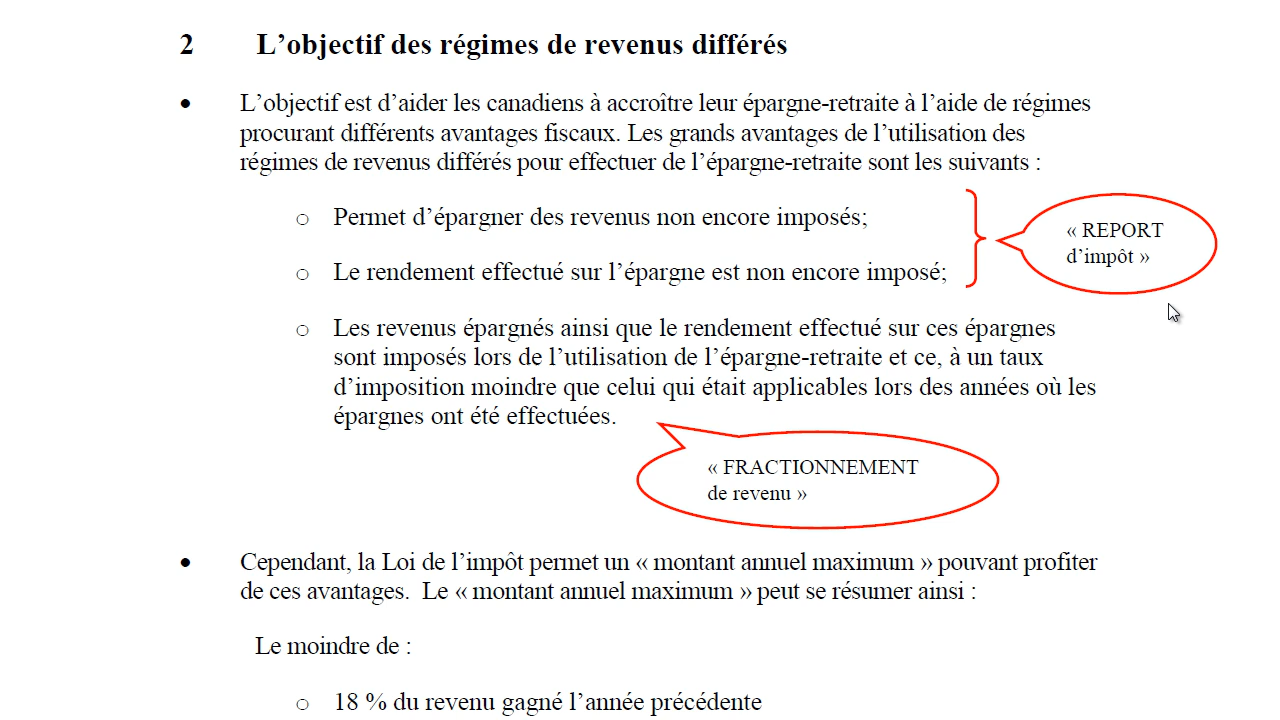 2 L’objectif des régimes de revenus différés
• L’objectif est d’aider les canadiens à accroître leur épargne-retraite à l’aide de régimes
procurant différents avantages fiscaux. Les grands avantages de l’utilisation des
régimes de revenus différés pour effectuer de l’épargne-retraite sont les suivants :
o Permet d’épargner des revenus non encore imposés;
o Le rendement effectué sur l’épargne est non encore imposé;
« REPORT
d’impôt »
o Les revenus épargnés ainsi que le rendement effectué sur ces épargnes
sont imposés lors de l’utilisation de l’épargne-retraite et ce, à un taux
d’imposition moindre que celui qui était applicables lors des années où les
épargnes ont été effectuées.
« FRACTIONNEMENT
de revenu »
• Cependant, la Loi de l’impôt permet un « montant annuel maximum » pouvant profiter
de ces avantages. Le « montant annuel maximum » peut se résumer ainsi :
Le moindre de :
o 18 % du revenu gagné l’année précédente